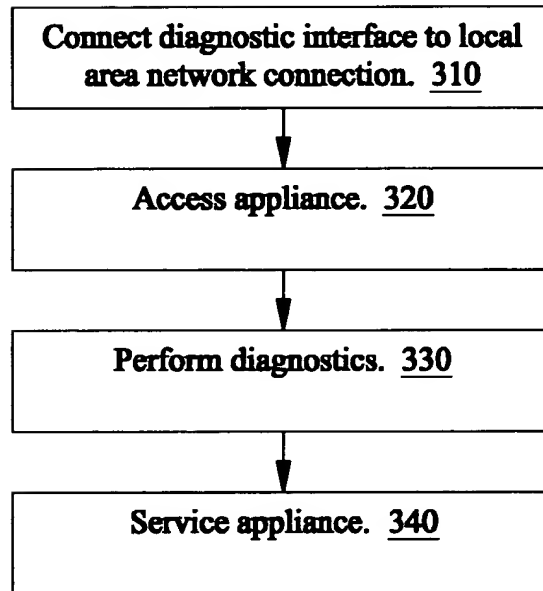 Connect diagnostic interface to local
area network connection. 310
Access appliance. 320
Perform diagnostics. 330
Service appliance. 340